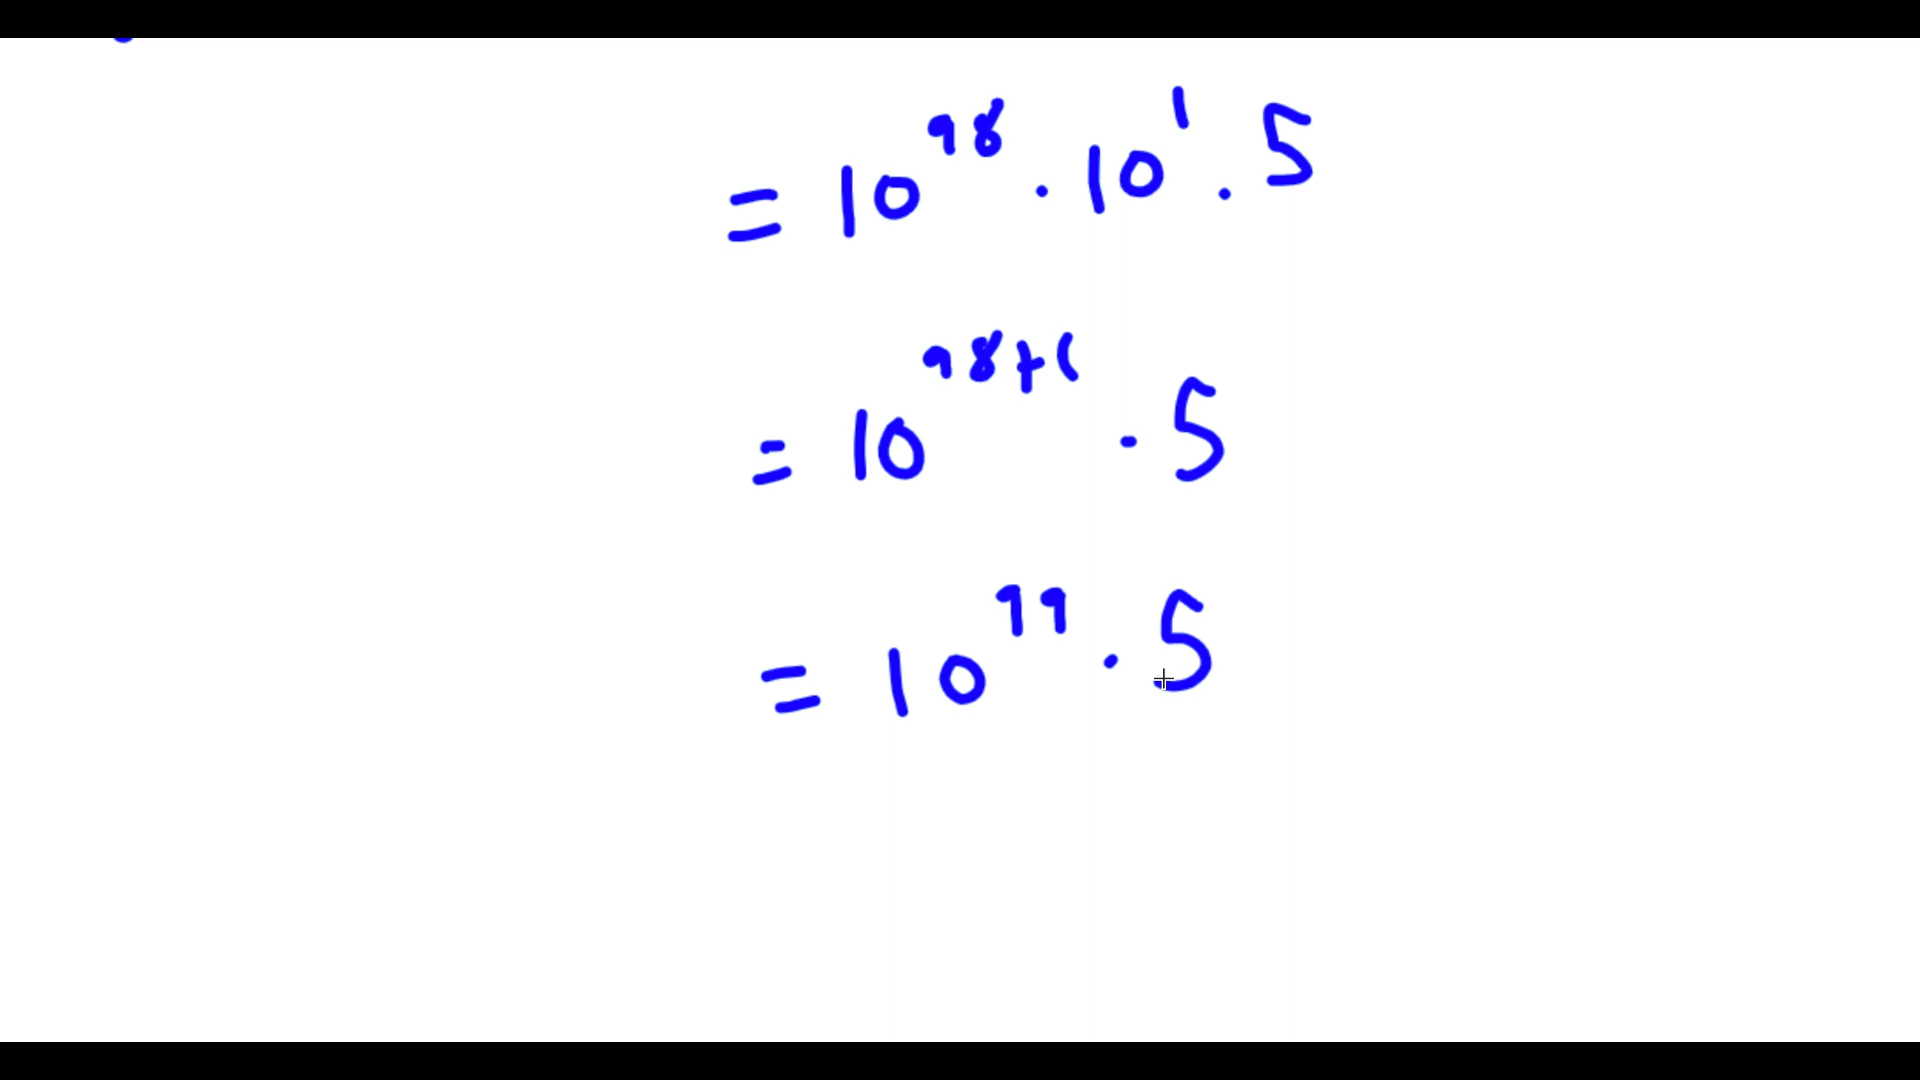 = 10^98 · 10^1 · 5
= 10^98+1 · 5
= 10^99 · 5